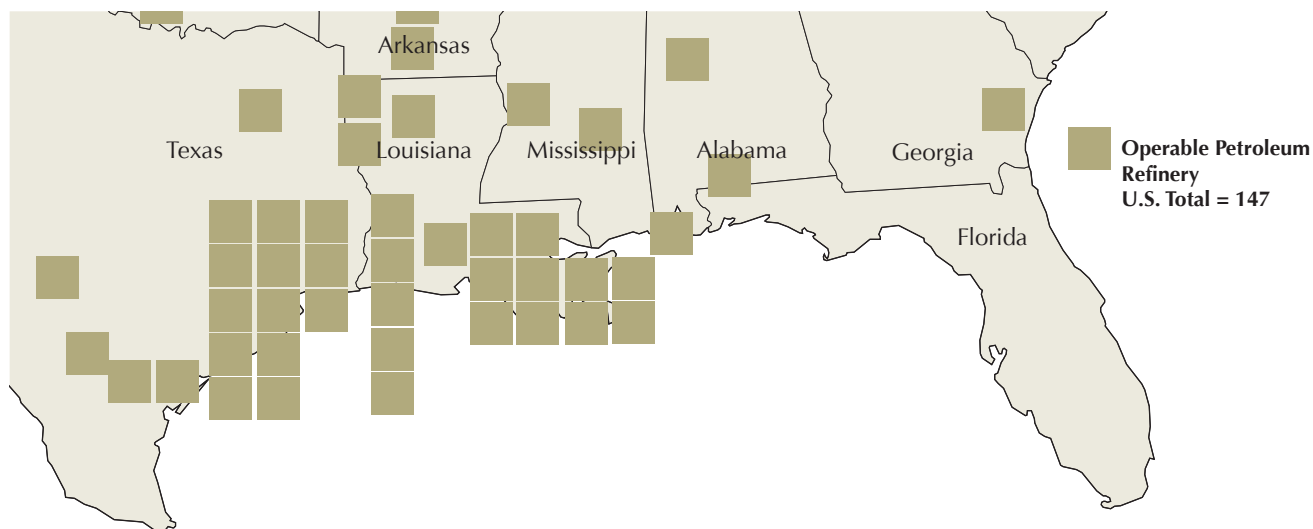 Arkansas
Texas
Louisiana
Mississippi
Alabama
Georgia
Florida
Operable Petroleum
Refinery
U.S. Total = 147